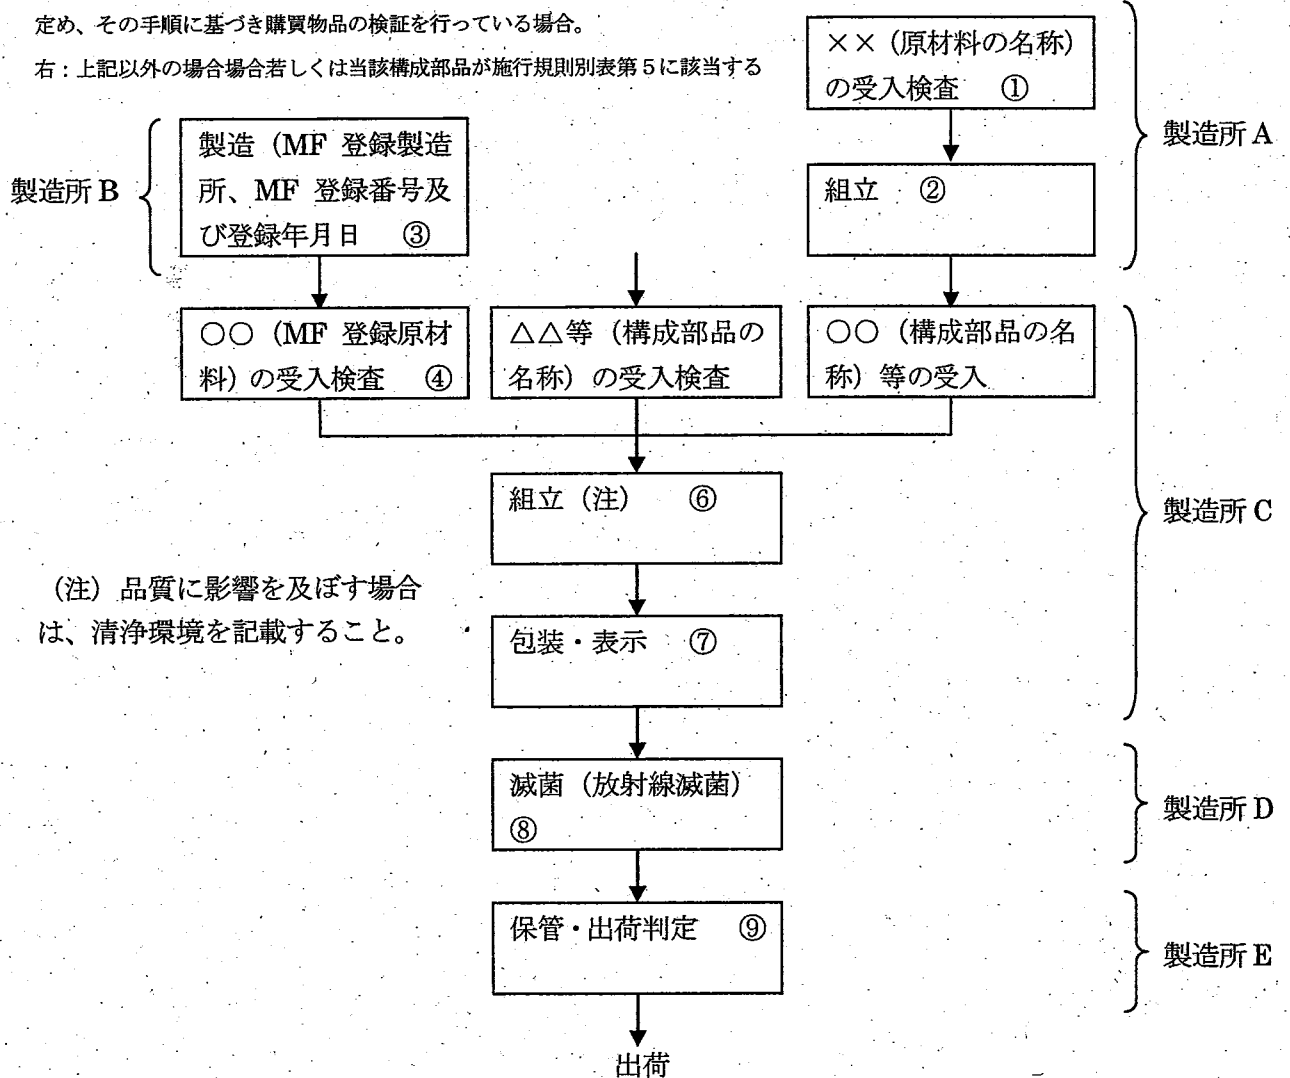 定め、その手順に基づき購買物品の検証を行っている場合。
右：上記以外の場合場合若しくは当該構成部品が施行規則別表第５に該当する
××（原材料の名称）
の受入検査　①
製造所 A
組立　②
製造所 B
製造（MF 登録製造
所、MF 登録番号及
び登録年月日　③
○○（MF 登録原材
料）の受入検査　④
△△等（構成部品の
名称）の受入検査
○○（構成部品の名
称）等の受入
製造所 C
組立（注）　⑥
（注）品質に影響を及ぼす場合
は、清浄環境を記載すること。
包装・表示　⑦
滅菌（放射線滅菌）
⑧
製造所 D
保管・出荷判定　⑨
製造所 E
出荷